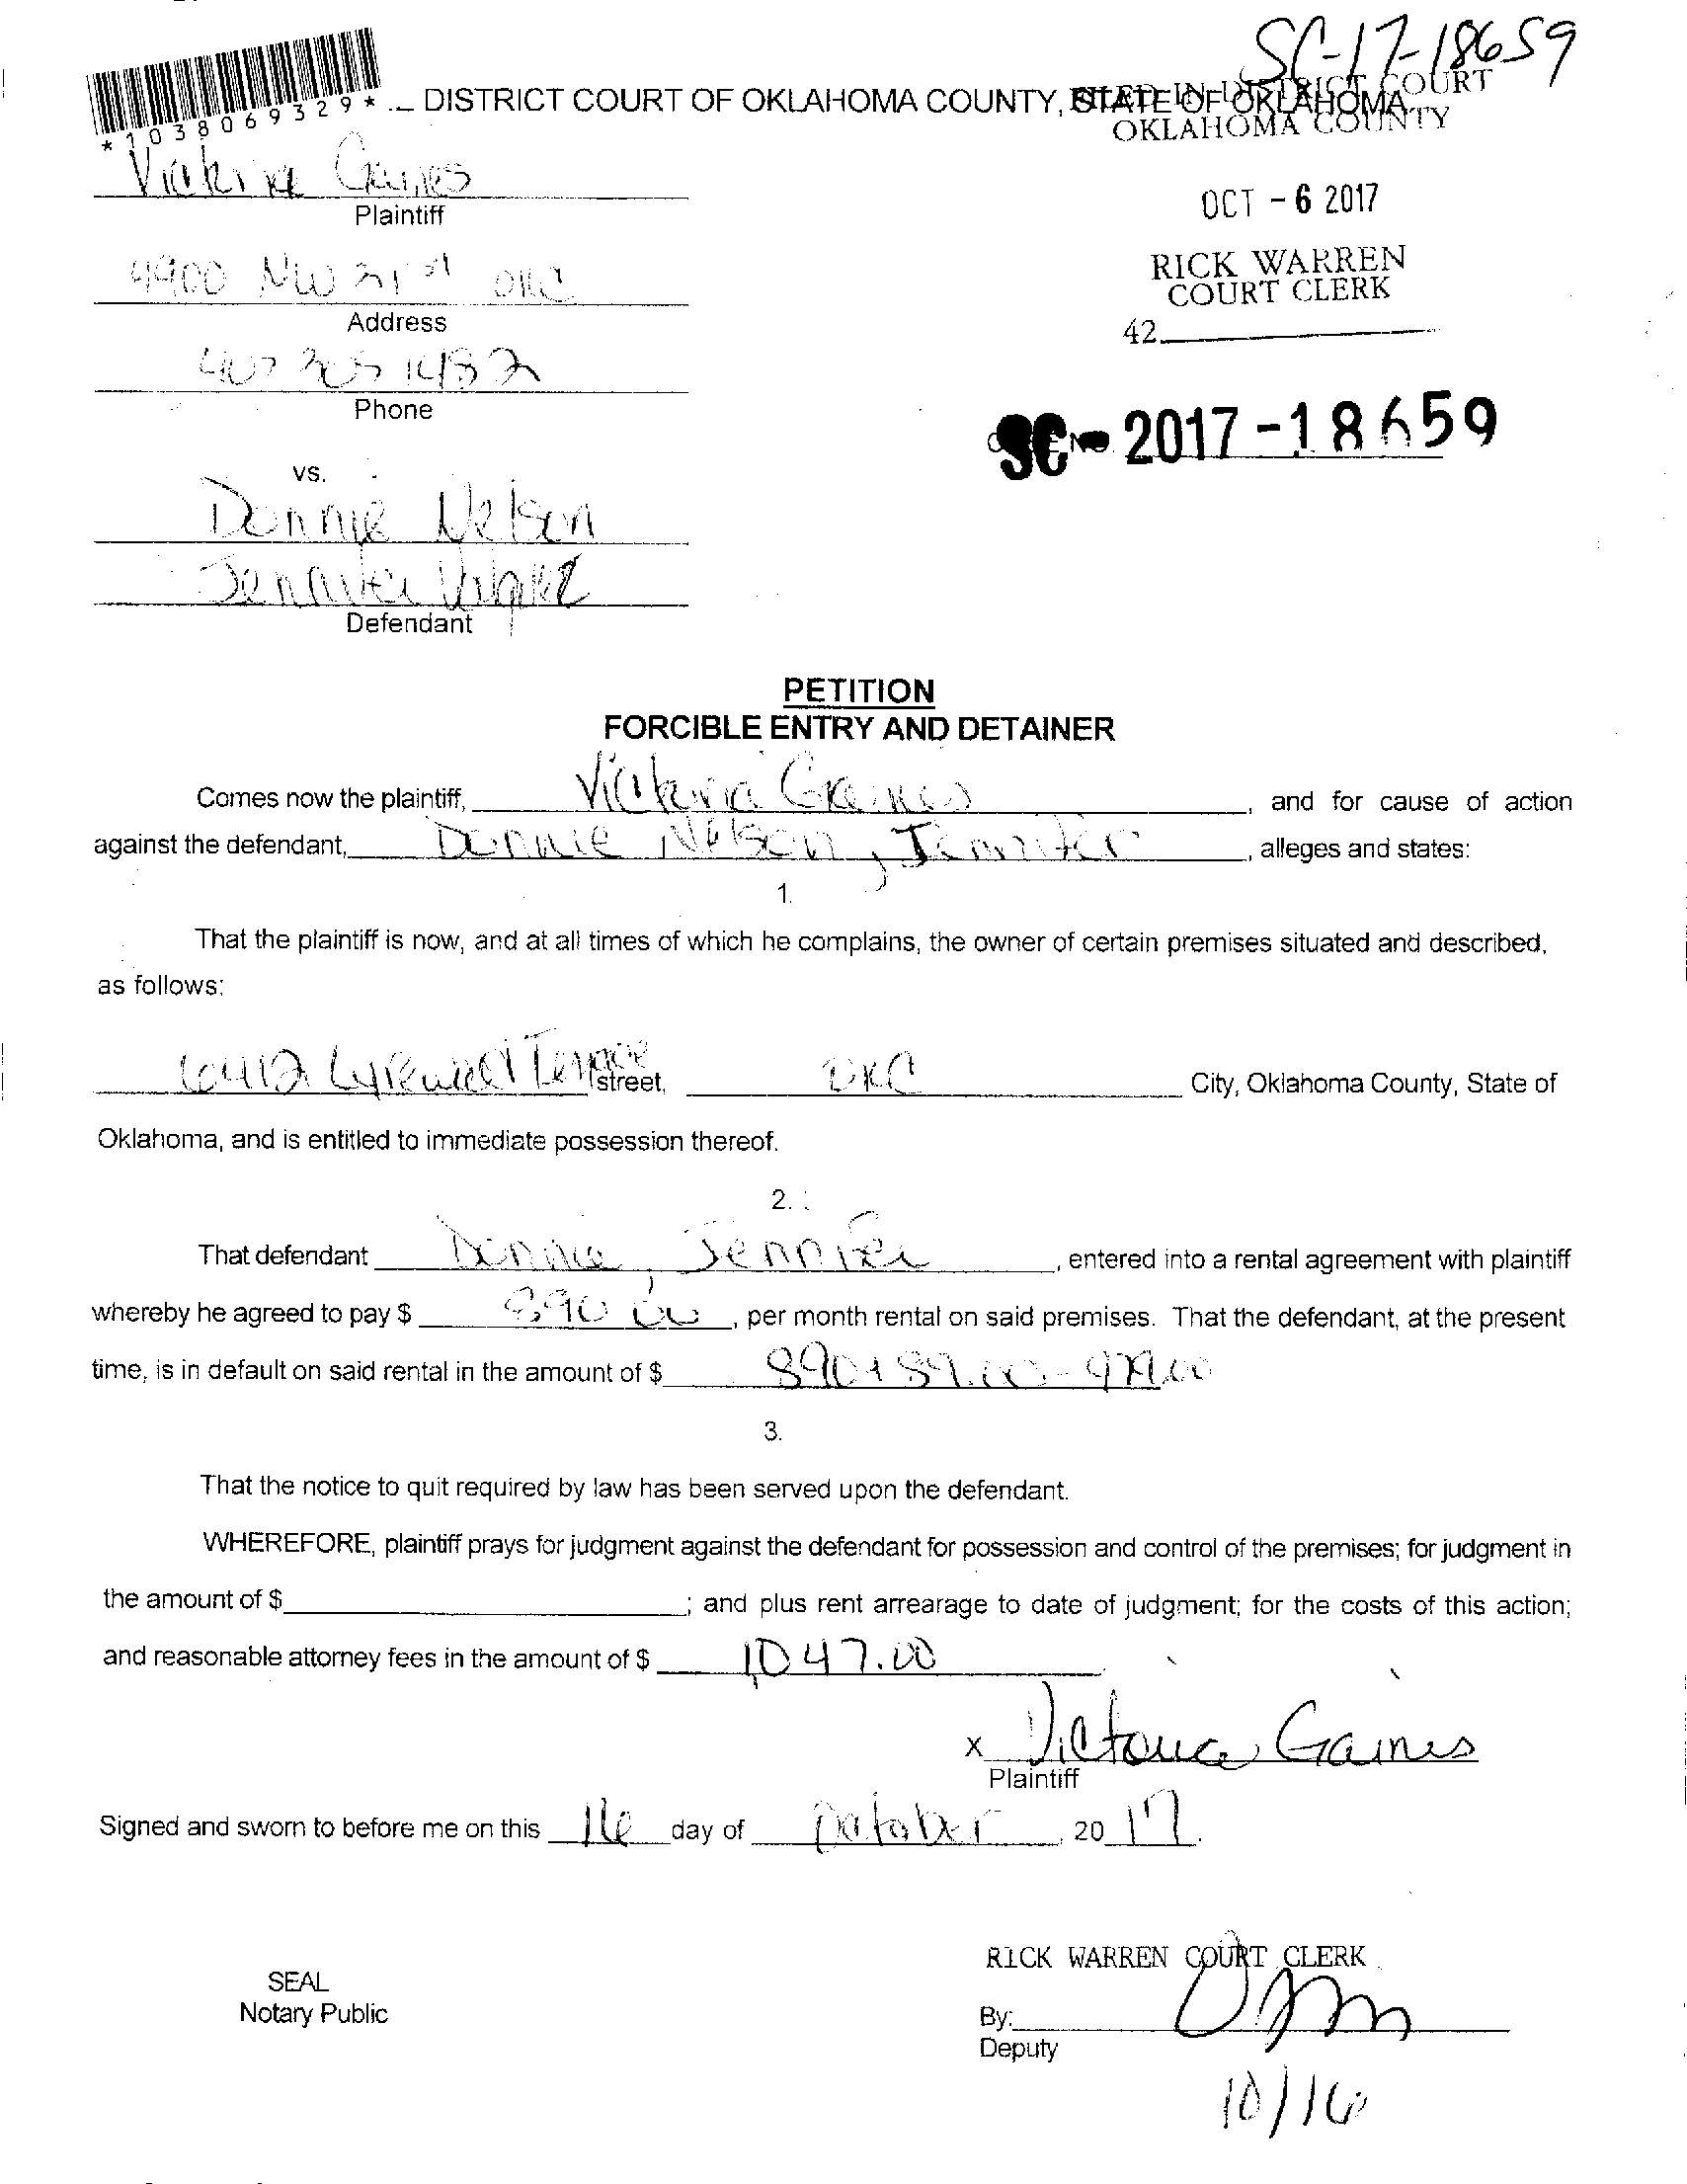 SC-17-18659
*1038069329*
DISTRICT COURT OF OKLAHOMA COUNTY, STATE OF OKLAHOMA
FILED IN DISTRICT COURT
OKLAHOMA COUNTY
Gaines
Plaintiff
OCT - 6 2017
4900 NW 31st OKC
RICK WARREN
COURT CLERK
Address
42
Phone
SC- 2017 -18659
vs.
Donnie Nelson
Jennifer
Defendant
PETITION
FORCIBLE ENTRY AND DETAINER
Comes now the plaintiff, Victoria Gaines, and for cause of action
against the defendant, Donnie Nelson, Jennifer, alleges and states:
1.
That the plaintiff is now, and at all times of which he complains, the owner of certain premises situated and described,
as follows:
6412 Lyrewood Terrace street, OKC City, Oklahoma County, State of
Oklahoma, and is entitled to immediate possession thereof.
2.
That defendant Donnie, Jennifer, entered into a rental agreement with plaintiff
whereby he agreed to pay $ 890 00, per month rental on said premises. That the defendant, at the present
time, is in default on said rental in the amount of $ 890+89.00-979.00
3.
That the notice to quit required by law has been served upon the defendant.
WHEREFORE, plaintiff prays for judgment against the defendant for possession and control of the premises; for judgment in
the amount of $ ; and plus rent arrearage to date of judgment; for the costs of this action;
and reasonable attorney fees in the amount of $ 1,047.00
x Victoria Gaines
Plaintiff
Signed and sworn to before me on this 16 day of October, 20 17.
RICK WARREN COURT CLERK
SEAL
Notary Public
By:
Deputy
10/16